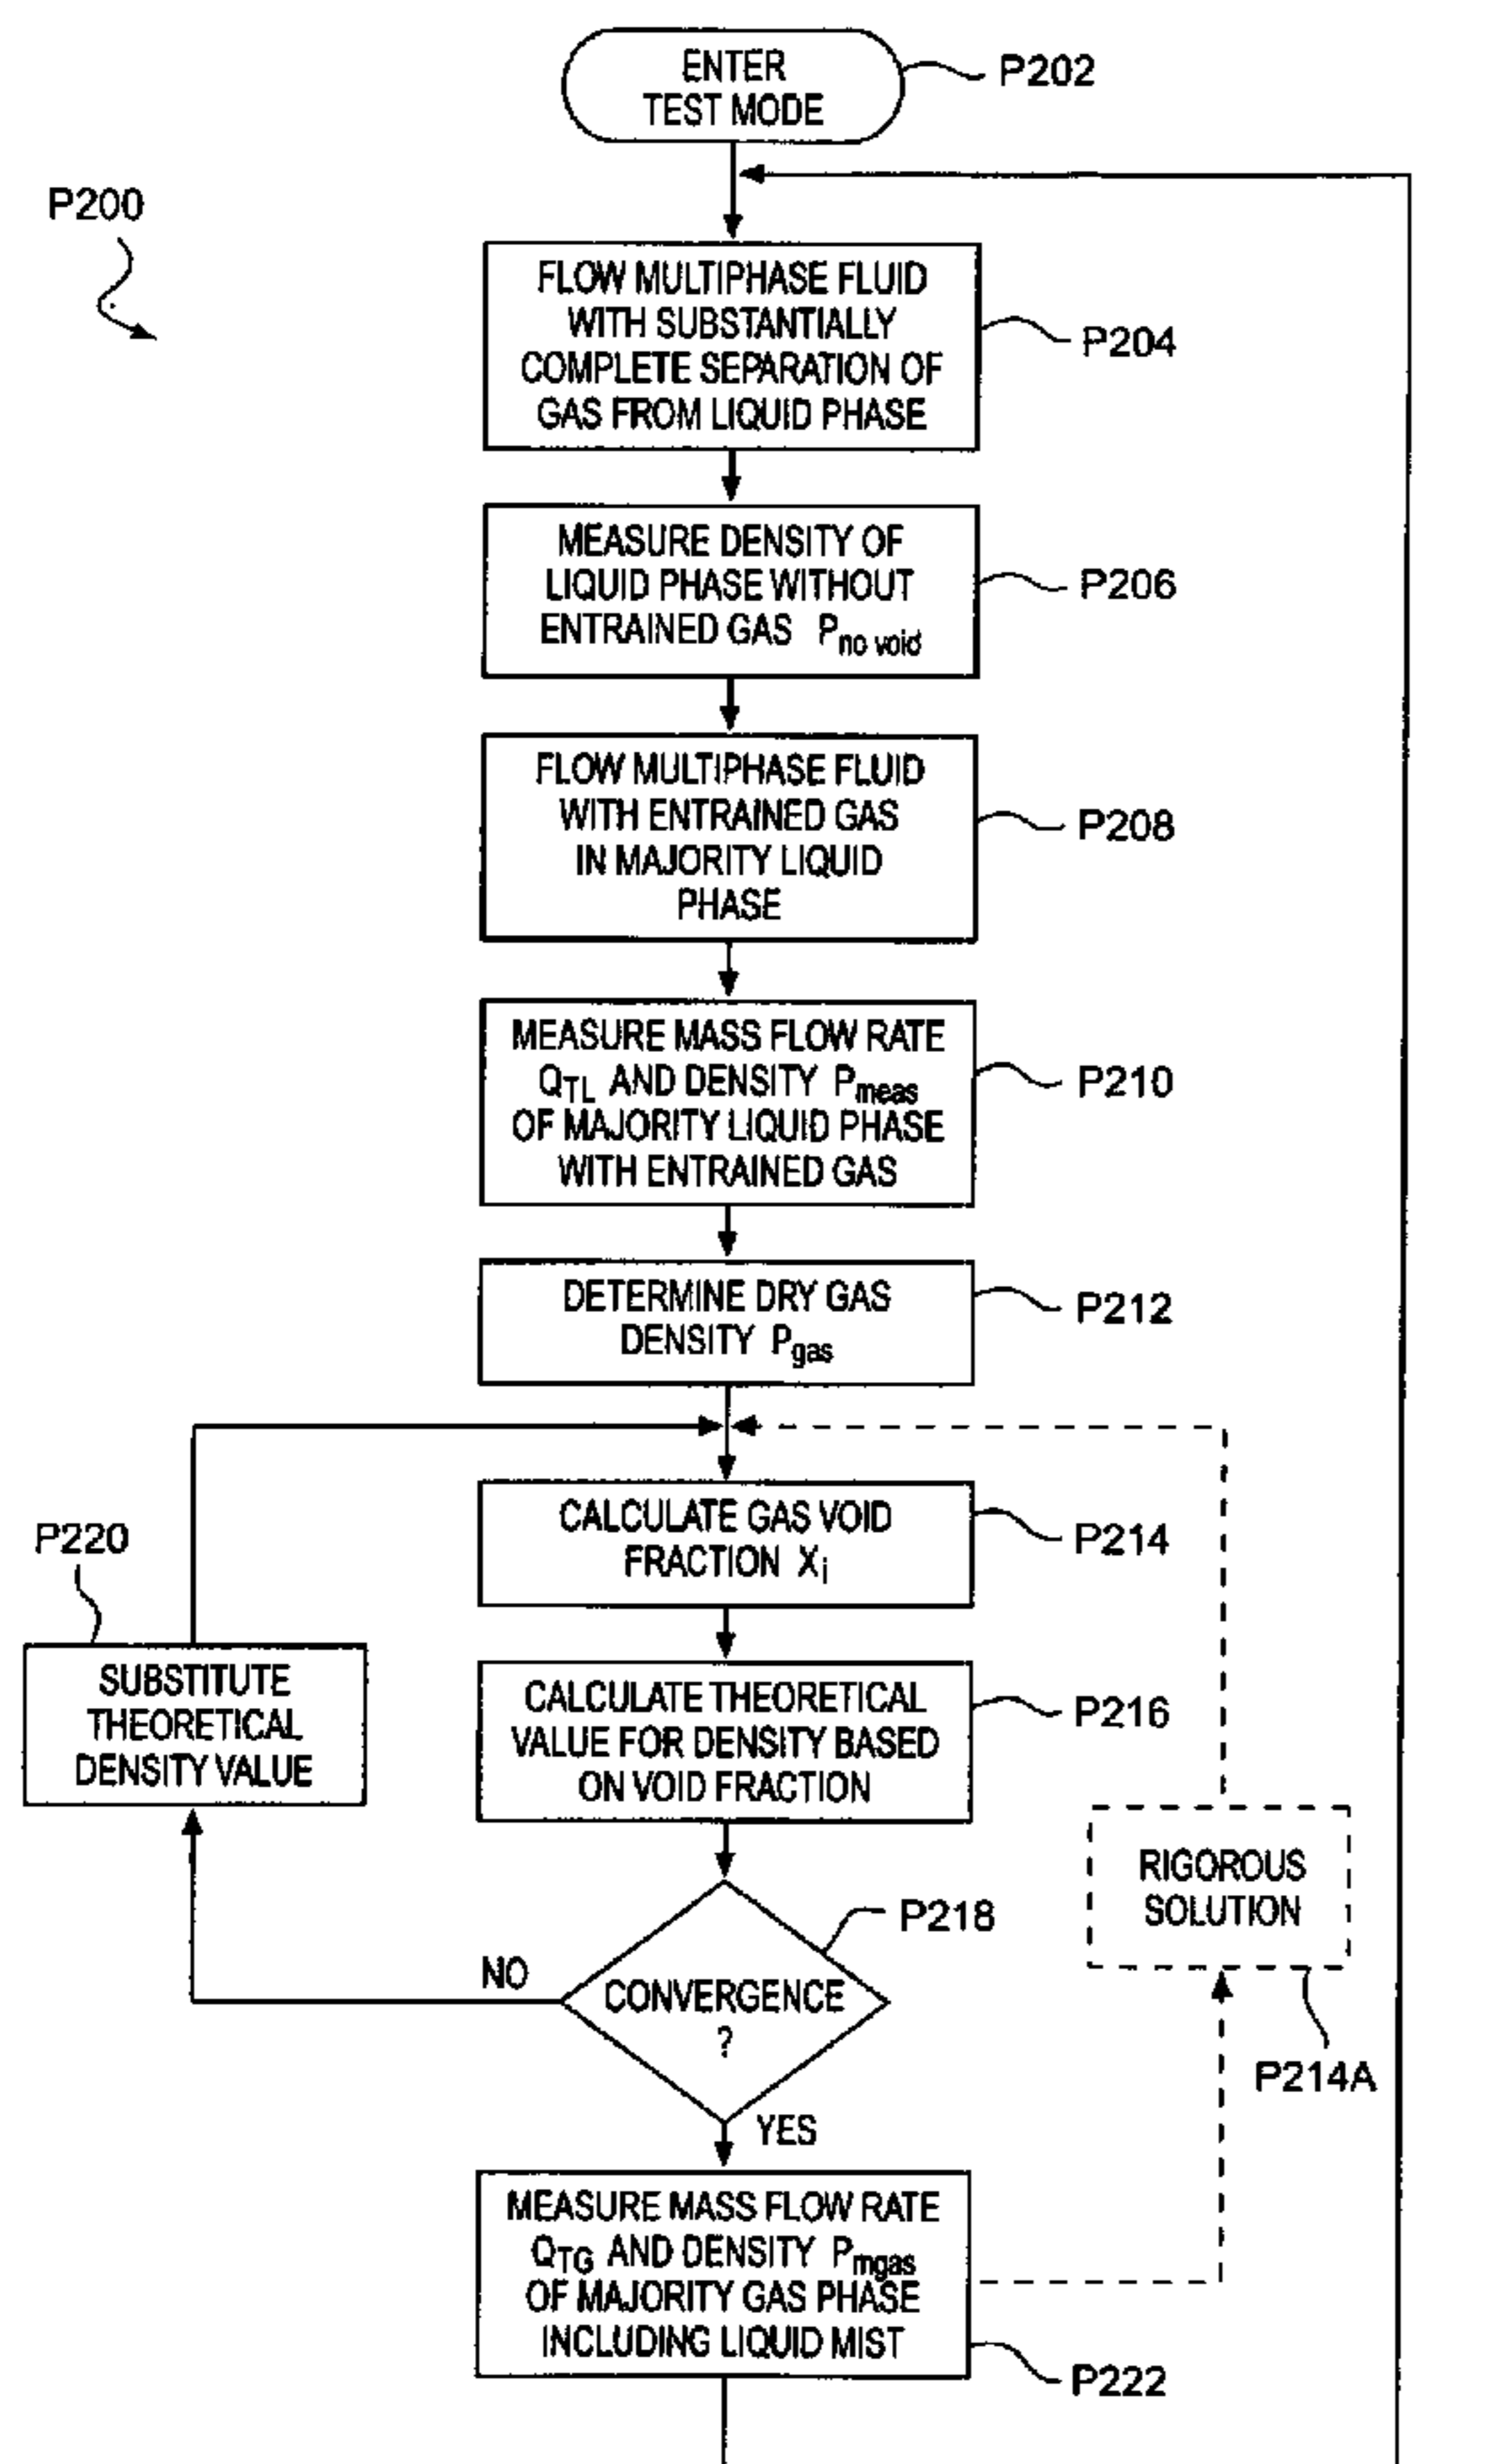 ENTER
TEST MODE
P202
P200
FLOW MULTIPHASE FLUID
WITH SUBSTANTIALLY
COMPLETE SEPARATION OF
GAS FROM LIQUID PHASE
P204
MEASURE DENSITY OF
LIQUID PHASE WITHOUT
ENTRAINED GAS P no void
P206
FLOW MULTIPHASE FLUID
WITH ENTRAINED GAS
IN MAJORITY LIQUID
PHASE
P208
MEASURE MASS FLOW RATE
QTL AND DENSITY Pmeas
OF MAJORITY LIQUID PHASE
WITH ENTRAINED GAS
P210
DETERMINE DRY GAS
DENSITY Pgas
P212
CALCULATE GAS VOID
FRACTION Xi
P214
P220
SUBSTITUTE
THEORETICAL
DENSITY VALUE
CALCULATE THEORETICAL
VALUE FOR DENSITY BASED
ON VOID FRACTION
P216
RIGOROUS
SOLUTION
P214A
P218
NO
CONVERGENCE
?
YES
MEASURE MASS FLOW RATE
QTG AND DENSITY Pmgas
OF MAJORITY GAS PHASE
INCLUDING LIQUID MIST
P222